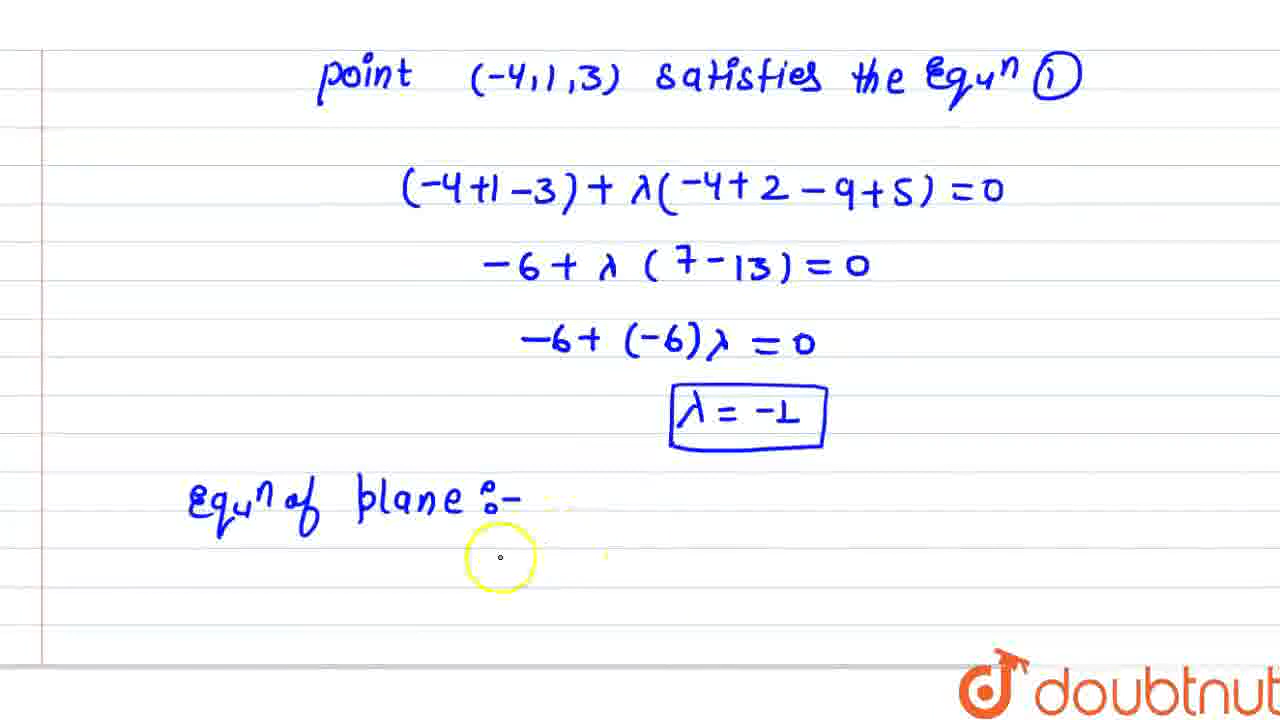 point (-4,1,3) satisfies the Equⁿ ①
(-4+1-3)+ λ(-4+2-9+5)=0
-6+ λ (7-13)=0
-6+ (-6)λ =0
λ = -1
Equⁿ of plane :-
doubtnut